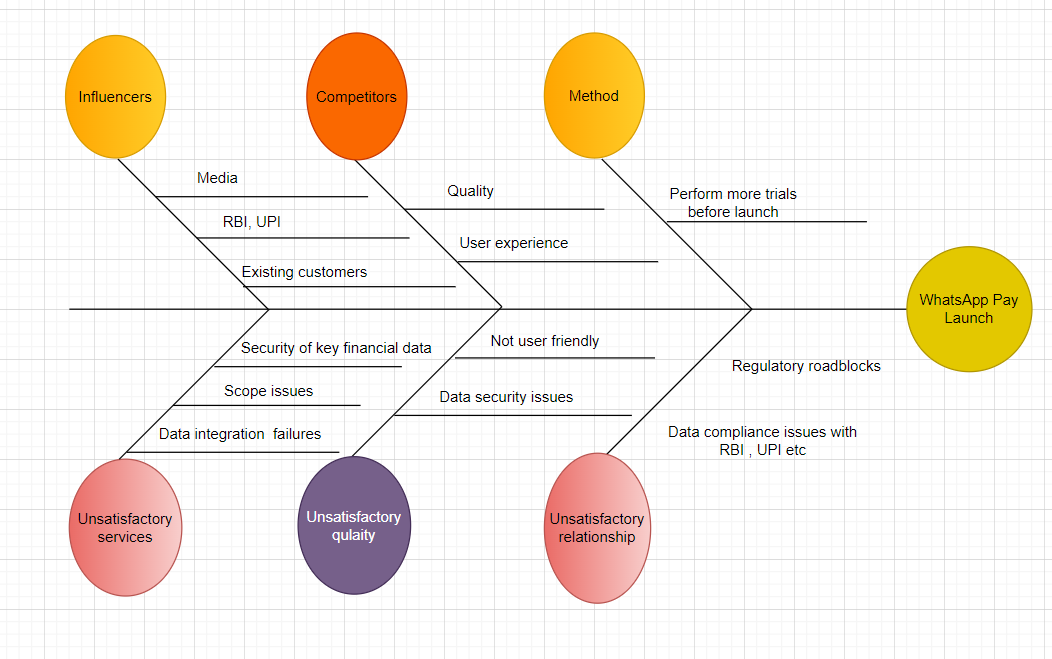 Influencers
Competitors
Method
Media
RBI, UPI
Existing customers
Quality
User experience
Perform more trials
before launch
WhatsApp Pay
Launch
Security of key financial data
Scope issues
Data integration  failures
Not user friendly
Data security issues
Regulatory roadblocks
Data compliance issues with
RBI , UPI etc
Unsatisfactory
services
Unsatisfactory
qulaity
Unsatisfactory
relationship